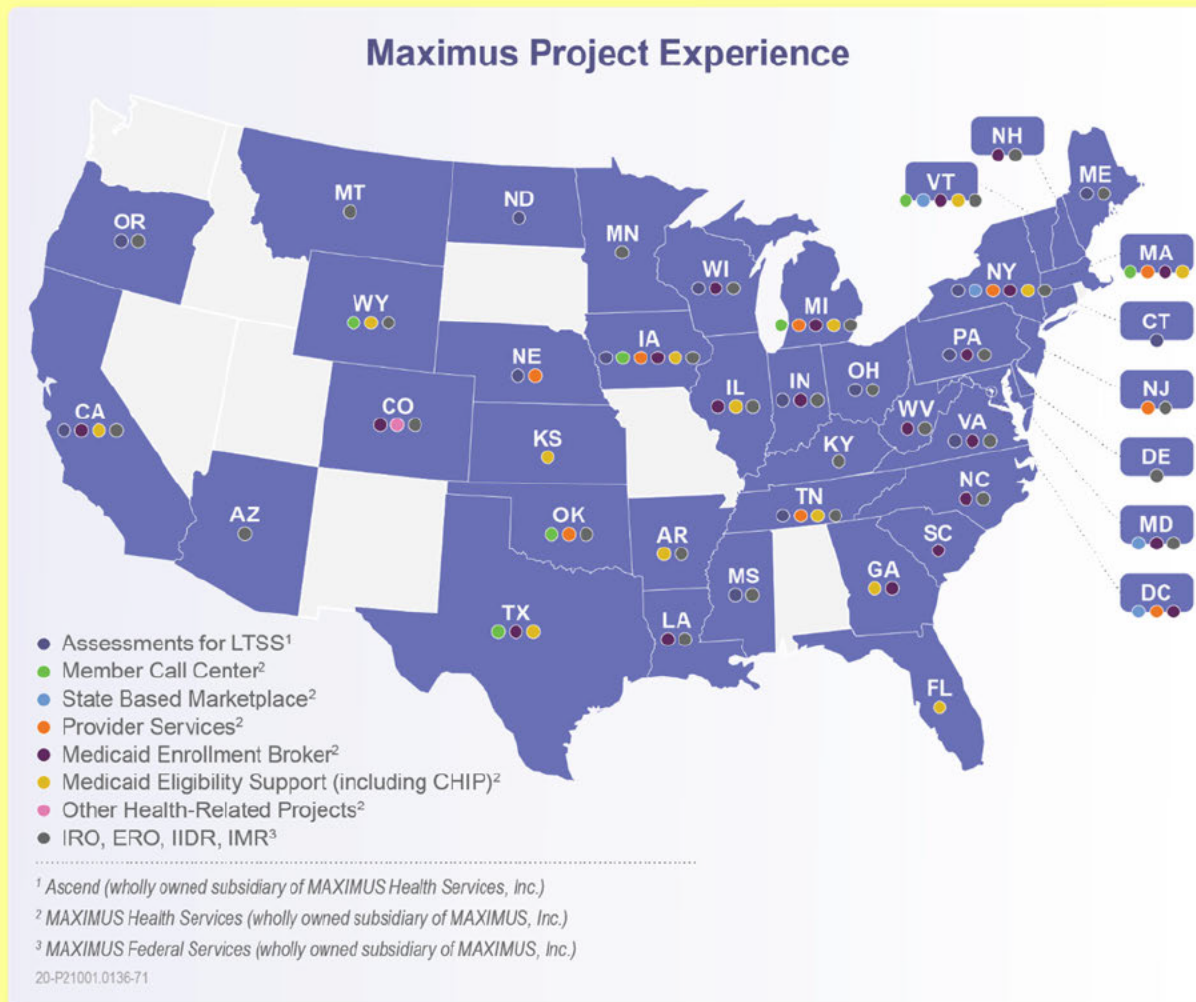 Maximus Project Experience
NH
VT
ME
MT
ND
OR
MN
MA
WI
NY
WY
MI
CT
IA
PA
NE
OH
NJ
IL
IN
CO
WV
CA
VA
KS
KY
DE
NC
TN
AZ
OK
MD
AR
SC
GA
MS
DC
TX
LA
FL
Assessments for LTSS¹
Member Call Center²
State Based Marketplace²
Provider Services²
Medicaid Enrollment Broker²
Medicaid Eligibility Support (including CHIP)²
Other Health-Related Projects²
IRO, ERO, IIDR, IMR³
¹ Ascend (wholly owned subsidiary of MAXIMUS Health Services, Inc.)
² MAXIMUS Health Services (wholly owned subsidiary of MAXIMUS, Inc.)
³ MAXIMUS Federal Services (wholly owned subsidiary of MAXIMUS, Inc.)
20-P21001.0136-71